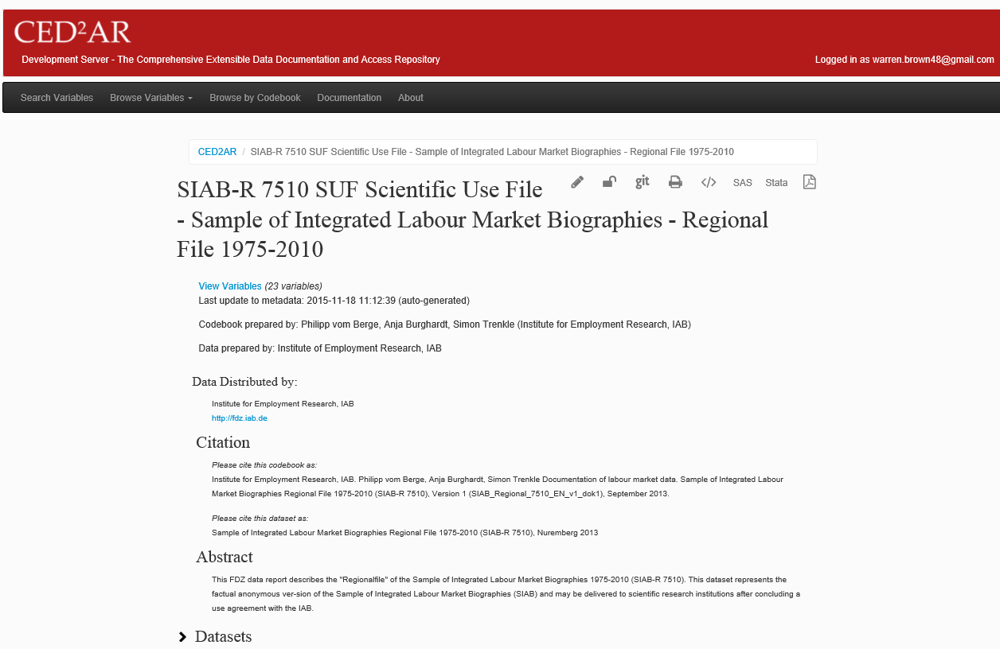 CED²AR
Development Server - The Comprehensive Extensible Data Documentation and Access Repository
Logged in as warren.brown48@gmail.com
Search Variables Browse Variables Browse by Codebook Documentation About
CED2AR / SIAB-R 7510 SUF Scientific Use File - Sample of Integrated Labour Market Biographies - Regional File 1975-2010
git SAS Stata
SIAB-R 7510 SUF Scientific Use File
- Sample of Integrated Labour Market Biographies - Regional
File 1975-2010
View Variables (23 variables)
Last update to metadata: 2015-11-18 11:12:39 (auto-generated)
Codebook prepared by: Philipp vom Berge, Anja Burghardt, Simon Trenkle (Institute for Employment Research, IAB)
Data prepared by: Institute of Employment Research, IAB
Data Distributed by:
Institute for Employment Research, IAB
http://fdz.iab.de
Citation
Please cite this codebook as:
Institute for Employment Research, IAB. Philipp vom Berge, Anja Burghardt, Simon Trenkle Documentation of labour market data. Sample of Integrated Labour
Market Biographies Regional File 1975-2010 (SIAB-R 7510), Version 1 (SIAB_Regional_7510_EN_v1_dok1), September 2013.
Please cite this dataset as:
Sample of Integrated Labour Market Biographies Regional File 1975-2010 (SIAB-R 7510), Nuremberg 2013
Abstract
This FDZ data report describes the "Regionalfile" of the Sample of Integrated Labour Market Biographies 1975-2010 (SIAB-R 7510). This dataset represents the
factual anonymous ver-sion of the Sample of Integrated Labour Market Biographies (SIAB) and may be delivered to scientific research institutions after concluding a
use agreement with the IAB.
Datasets